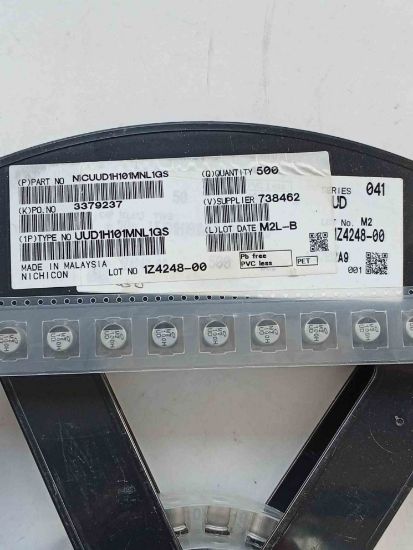 (P)PART NO NICUUD1H101MNL1GS
(Q)QUANTITY 500
(K)PO.NO 3379237
(V)SUPPLIER 738462
(1P)TYPE NO UUD1H101MNL1GS
(L)LOT DATE M2L-B
MADE IN MALAYSIA
NICHICON
LOT NO 1Z4248-00
Pb free
PVC less
PET
SERIES 041
UD
LOT No. M2
1Z4248-00
001